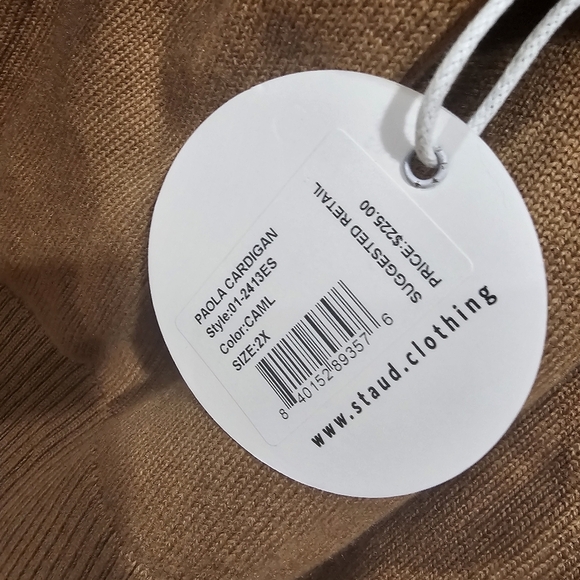 PAOLA CARDIGAN
Style:01-2413ES
Color:CAML
SIZE:2X
8 40152 89357 6
SUGGESTED RETAIL
PRICE:$225.00
www.staud.clothing